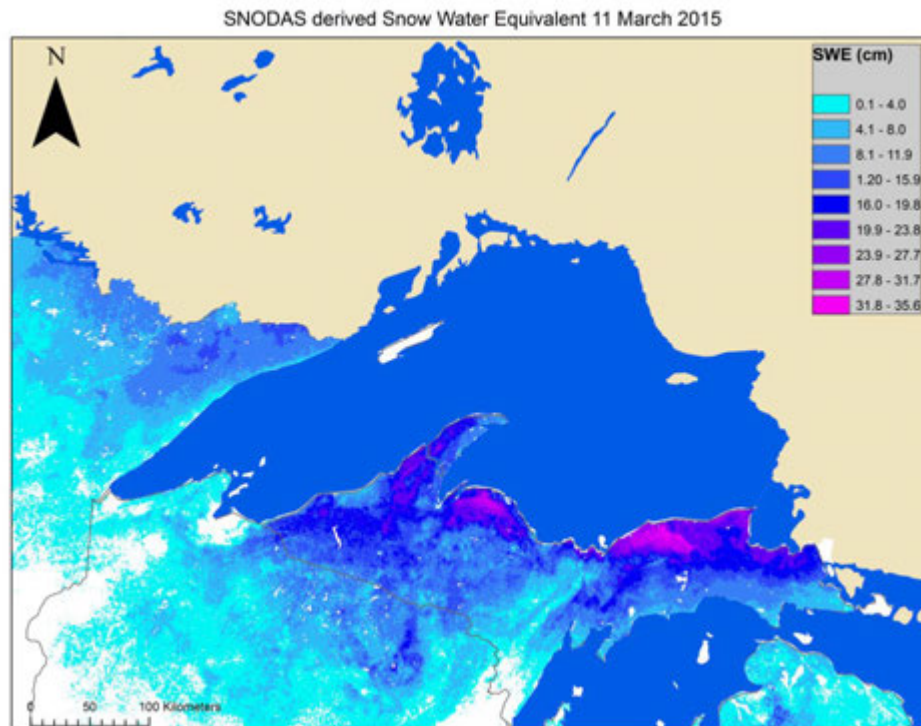 SNODAS derived Snow Water Equivalent 11 March 2015
N
SWE (cm)
0.1 - 4.0
4.1 - 8.0
8.1 - 11.9
1.20 - 15.9
16.0 - 19.8
19.9 - 23.8
23.9 - 27.7
27.8 - 31.7
31.8 - 35.6
0 50 100 Kilometers